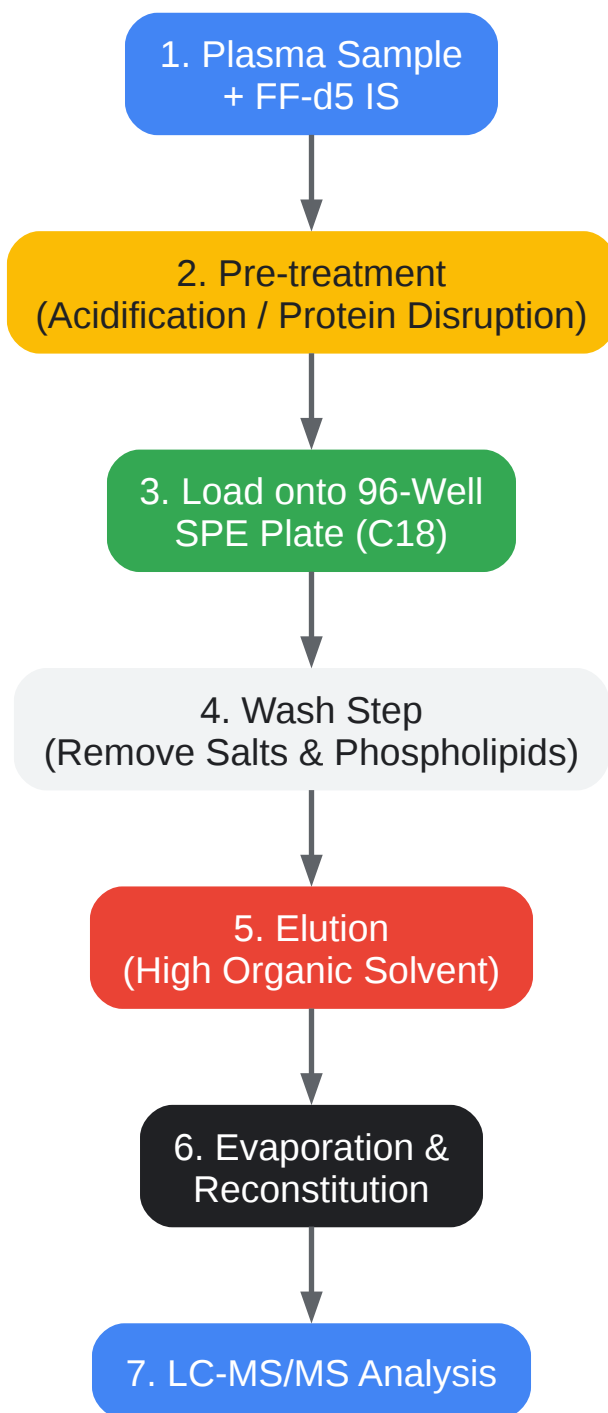 1. Plasma Sample
+ FF-d5 IS
2. Pre-treatment
(Acidification / Protein Disruption)
3. Load onto 96-Well
SPE Plate (C18)
4. Wash Step
(Remove Salts & Phospholipids)
5. Elution
(High Organic Solvent)
6. Evaporation &
Reconstitution
7. LC-MS/MS Analysis